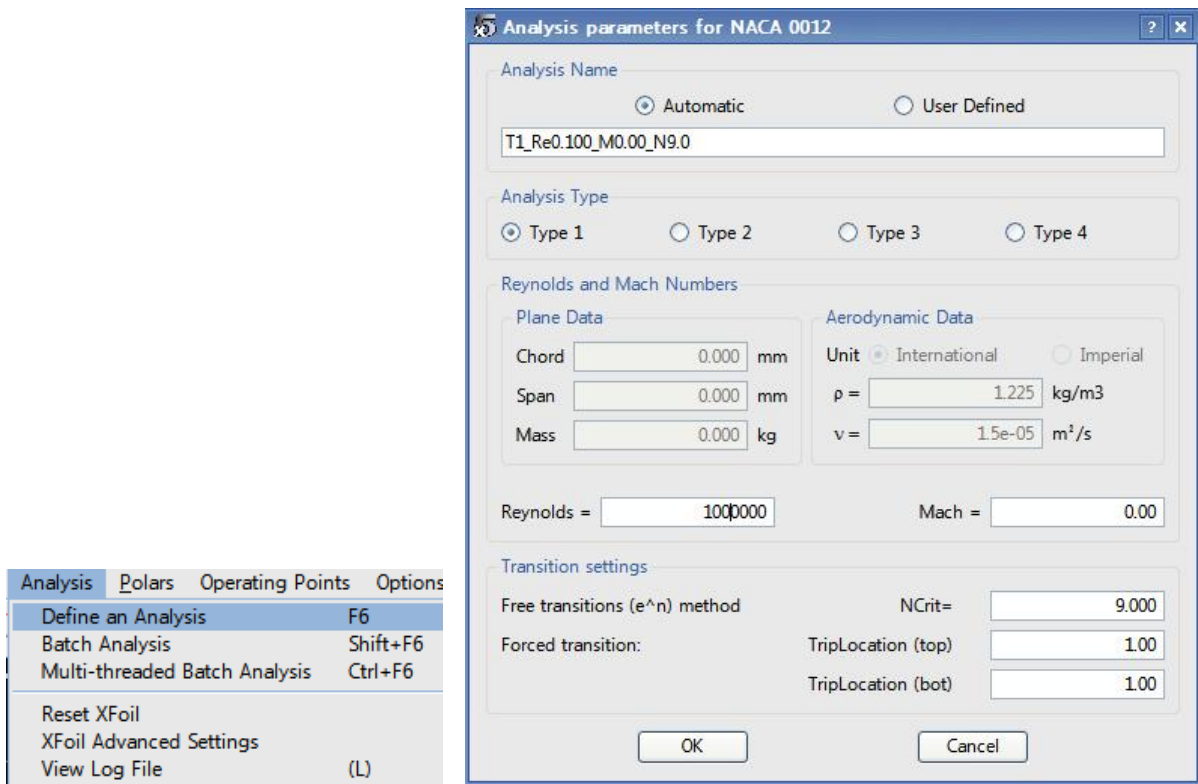 Analysis Polars Operating Points Options
Define an Analysis F6
Batch Analysis Shift+F6
Multi-threaded Batch Analysis Ctrl+F6
Reset XFoil
XFoil Advanced Settings
View Log File (L)
Analysis parameters for NACA 0012
Analysis Name
Automatic User Defined
T1_Re0.100_M0.00_N9.0
Analysis Type
Type 1 Type 2 Type 3 Type 4
Reynolds and Mach Numbers
Plane Data
Chord 0.000 mm
Span 0.000 mm
Mass 0.000 kg
Aerodynamic Data
Unit International Imperial
ρ = 1.225 kg/m3
ν = 1.5e-05 m²/s
Reynolds = 1000000 Mach = 0.00
Transition settings
Free transitions (e^n) method NCrit= 9.000
Forced transition: TripLocation (top) 1.00
TripLocation (bot) 1.00
OK Cancel